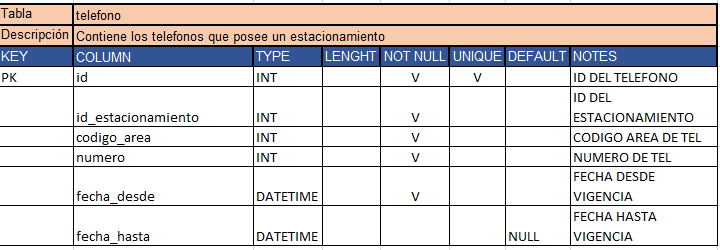 Tabla telefono
Descripción Contiene los telefonos que posee un estacionamiento
KEY COLUMN TYPE LENGHT NOT NULL UNIQUE DEFAULT NOTES
PK id INT V V ID DEL TELEFONO
ID DEL
id_estacionamiento INT V ESTACIONAMIENTO
codigo_area INT V CODIGO AREA DE TEL
numero INT V NUMERO DE TEL
FECHA DESDE
fecha_desde DATETIME V VIGENCIA
FECHA HASTA
fecha_hasta DATETIME NULL VIGENCIA